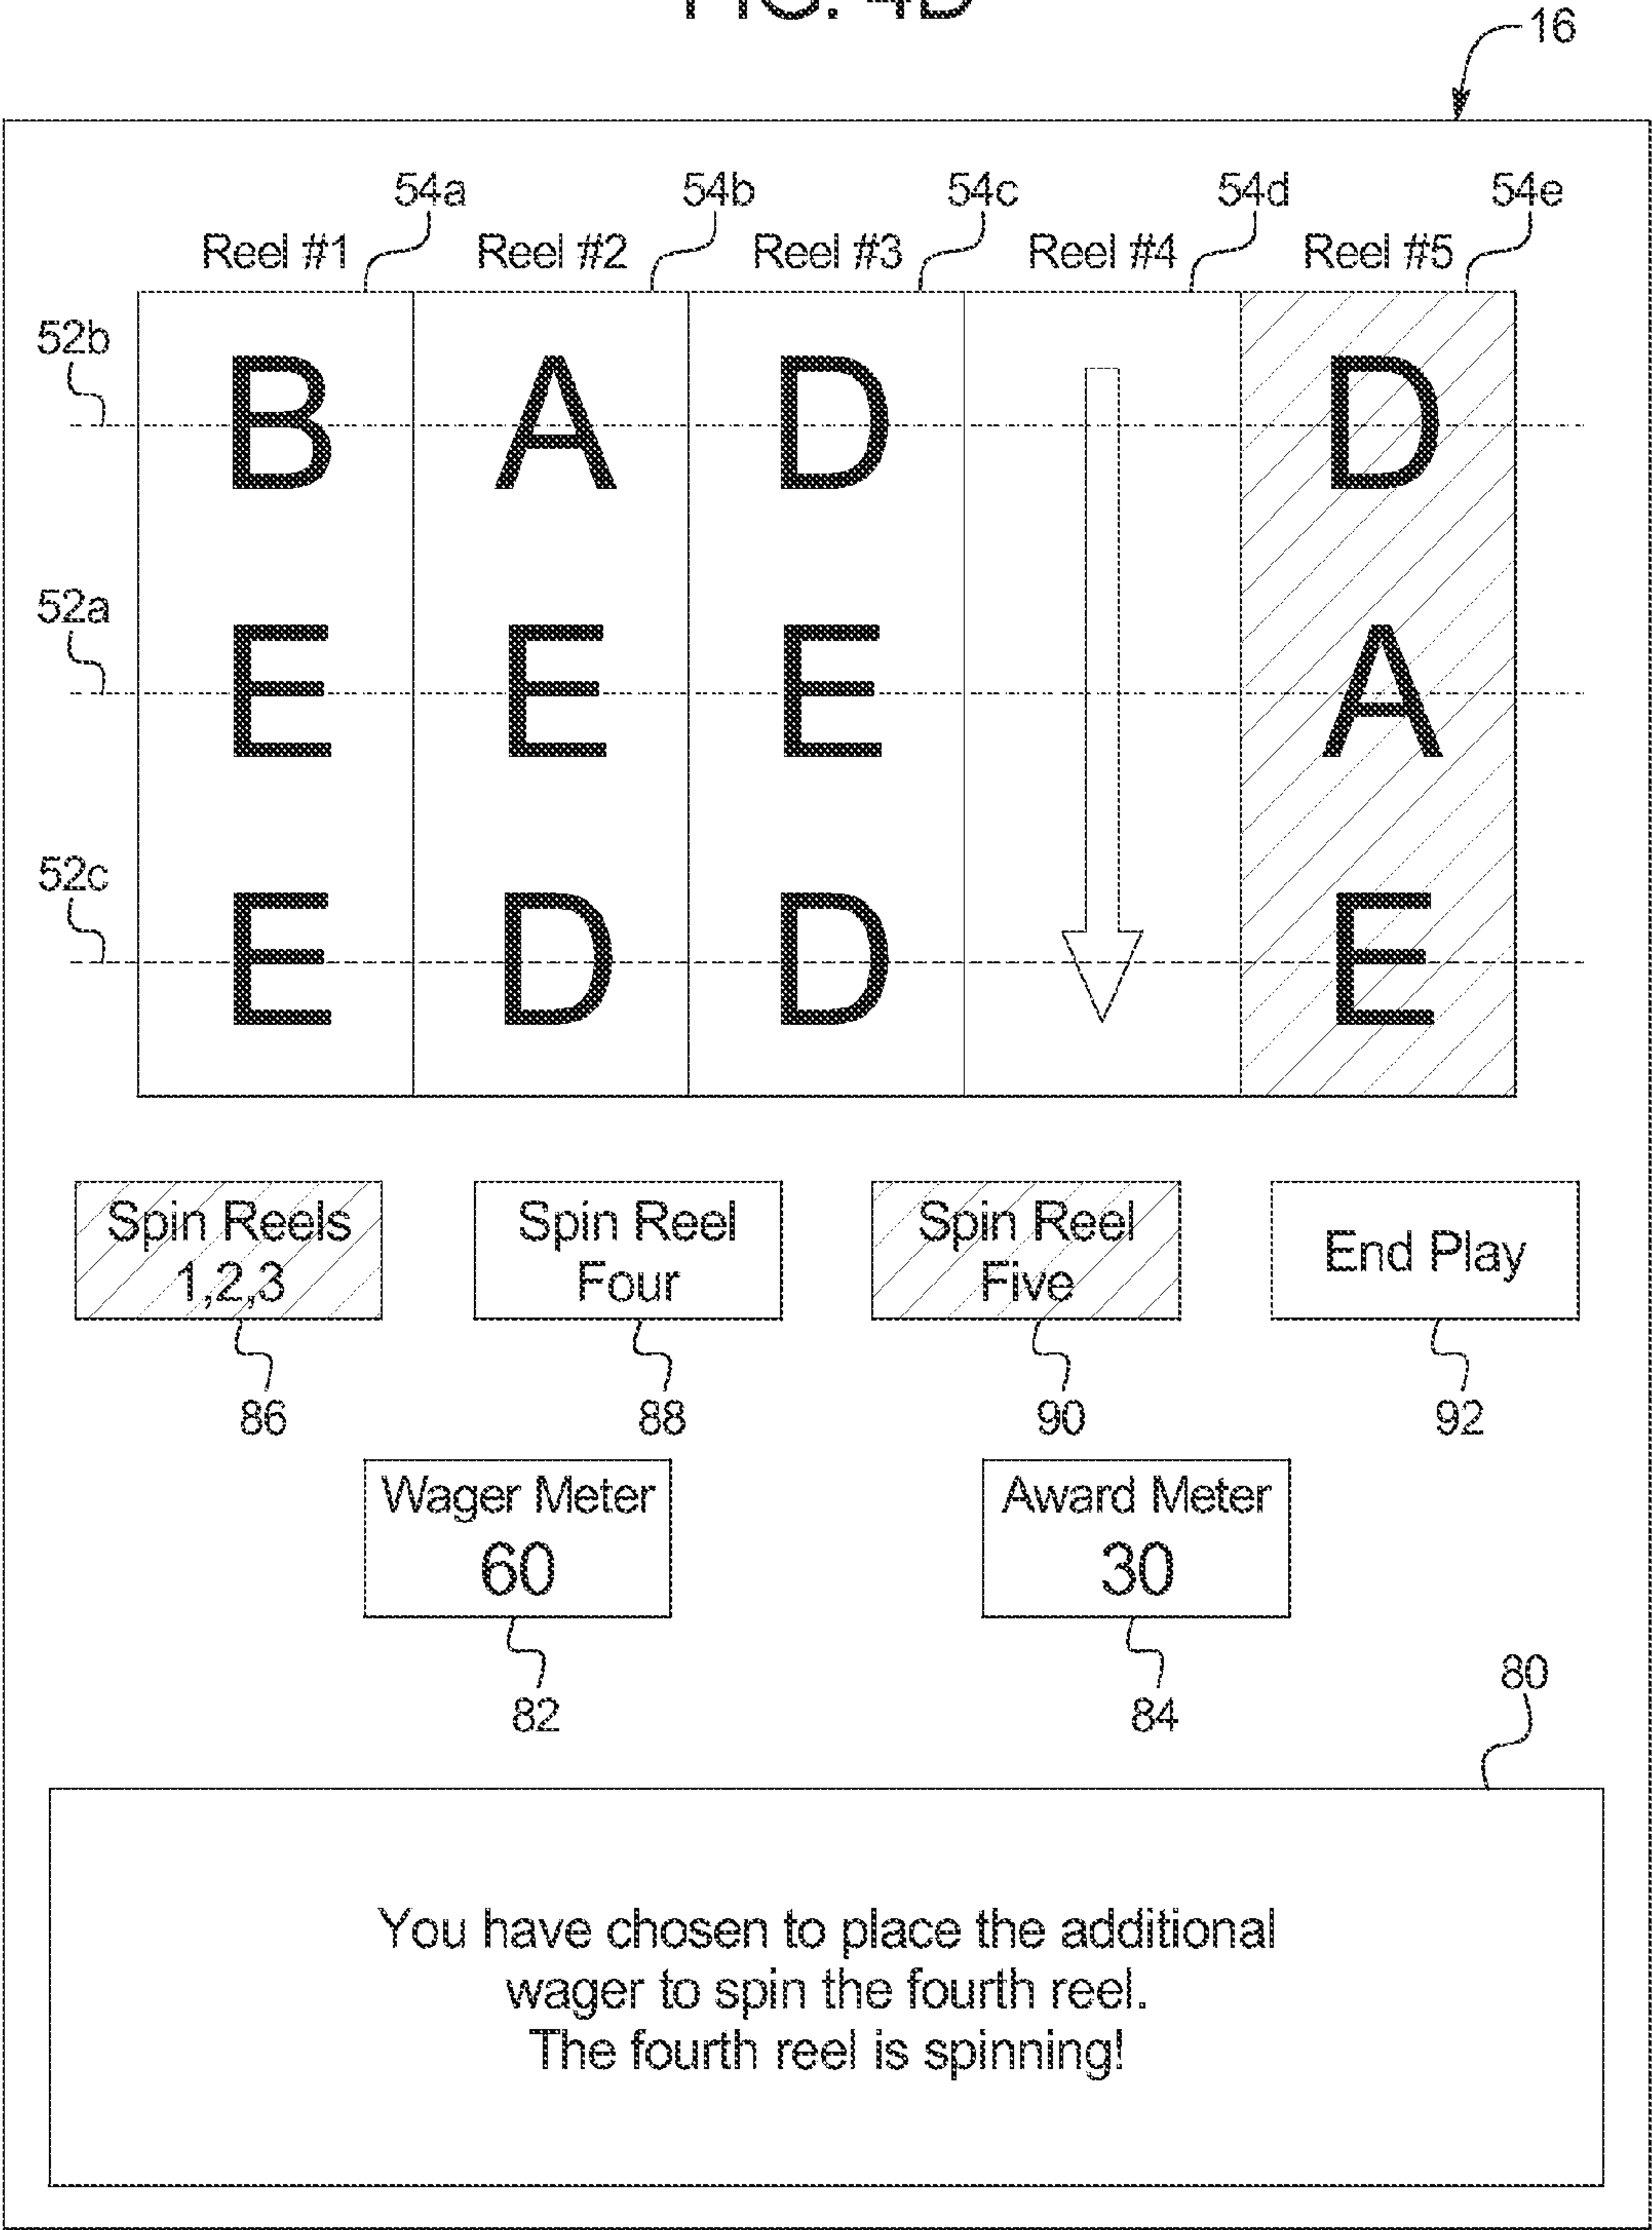 FIG. 4D
16
54a 54b 54c 54d 54e
Reel #1 Reel #2 Reel #3 Reel #4 Reel #5
52b
B A D D
52a
E E E A
52c
E D D E
Spin Reels
1,2,3
Spin Reel
Four
Spin Reel
Five
End Play
86 88 90 92
Wager Meter
60
Award Meter
30
82 84
80
You have chosen to place the additional
wager to spin the fourth reel.
The fourth reel is spinning!